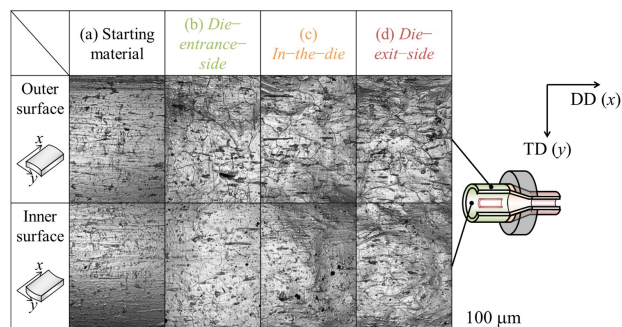 (a) Starting
material
(b) Die−
entrance−
side
(c)
In−the−die
(d) Die−
exit−side
Outer
surface
x
y
Inner
surface
x
y
DD (x)
TD (y)
100 μm